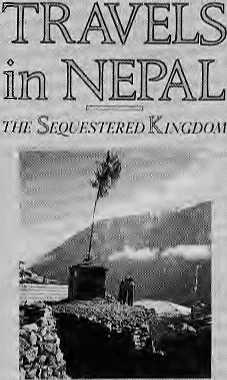 TRAVELS
in NEPAL
THE SEQUESTERED KINGDOM